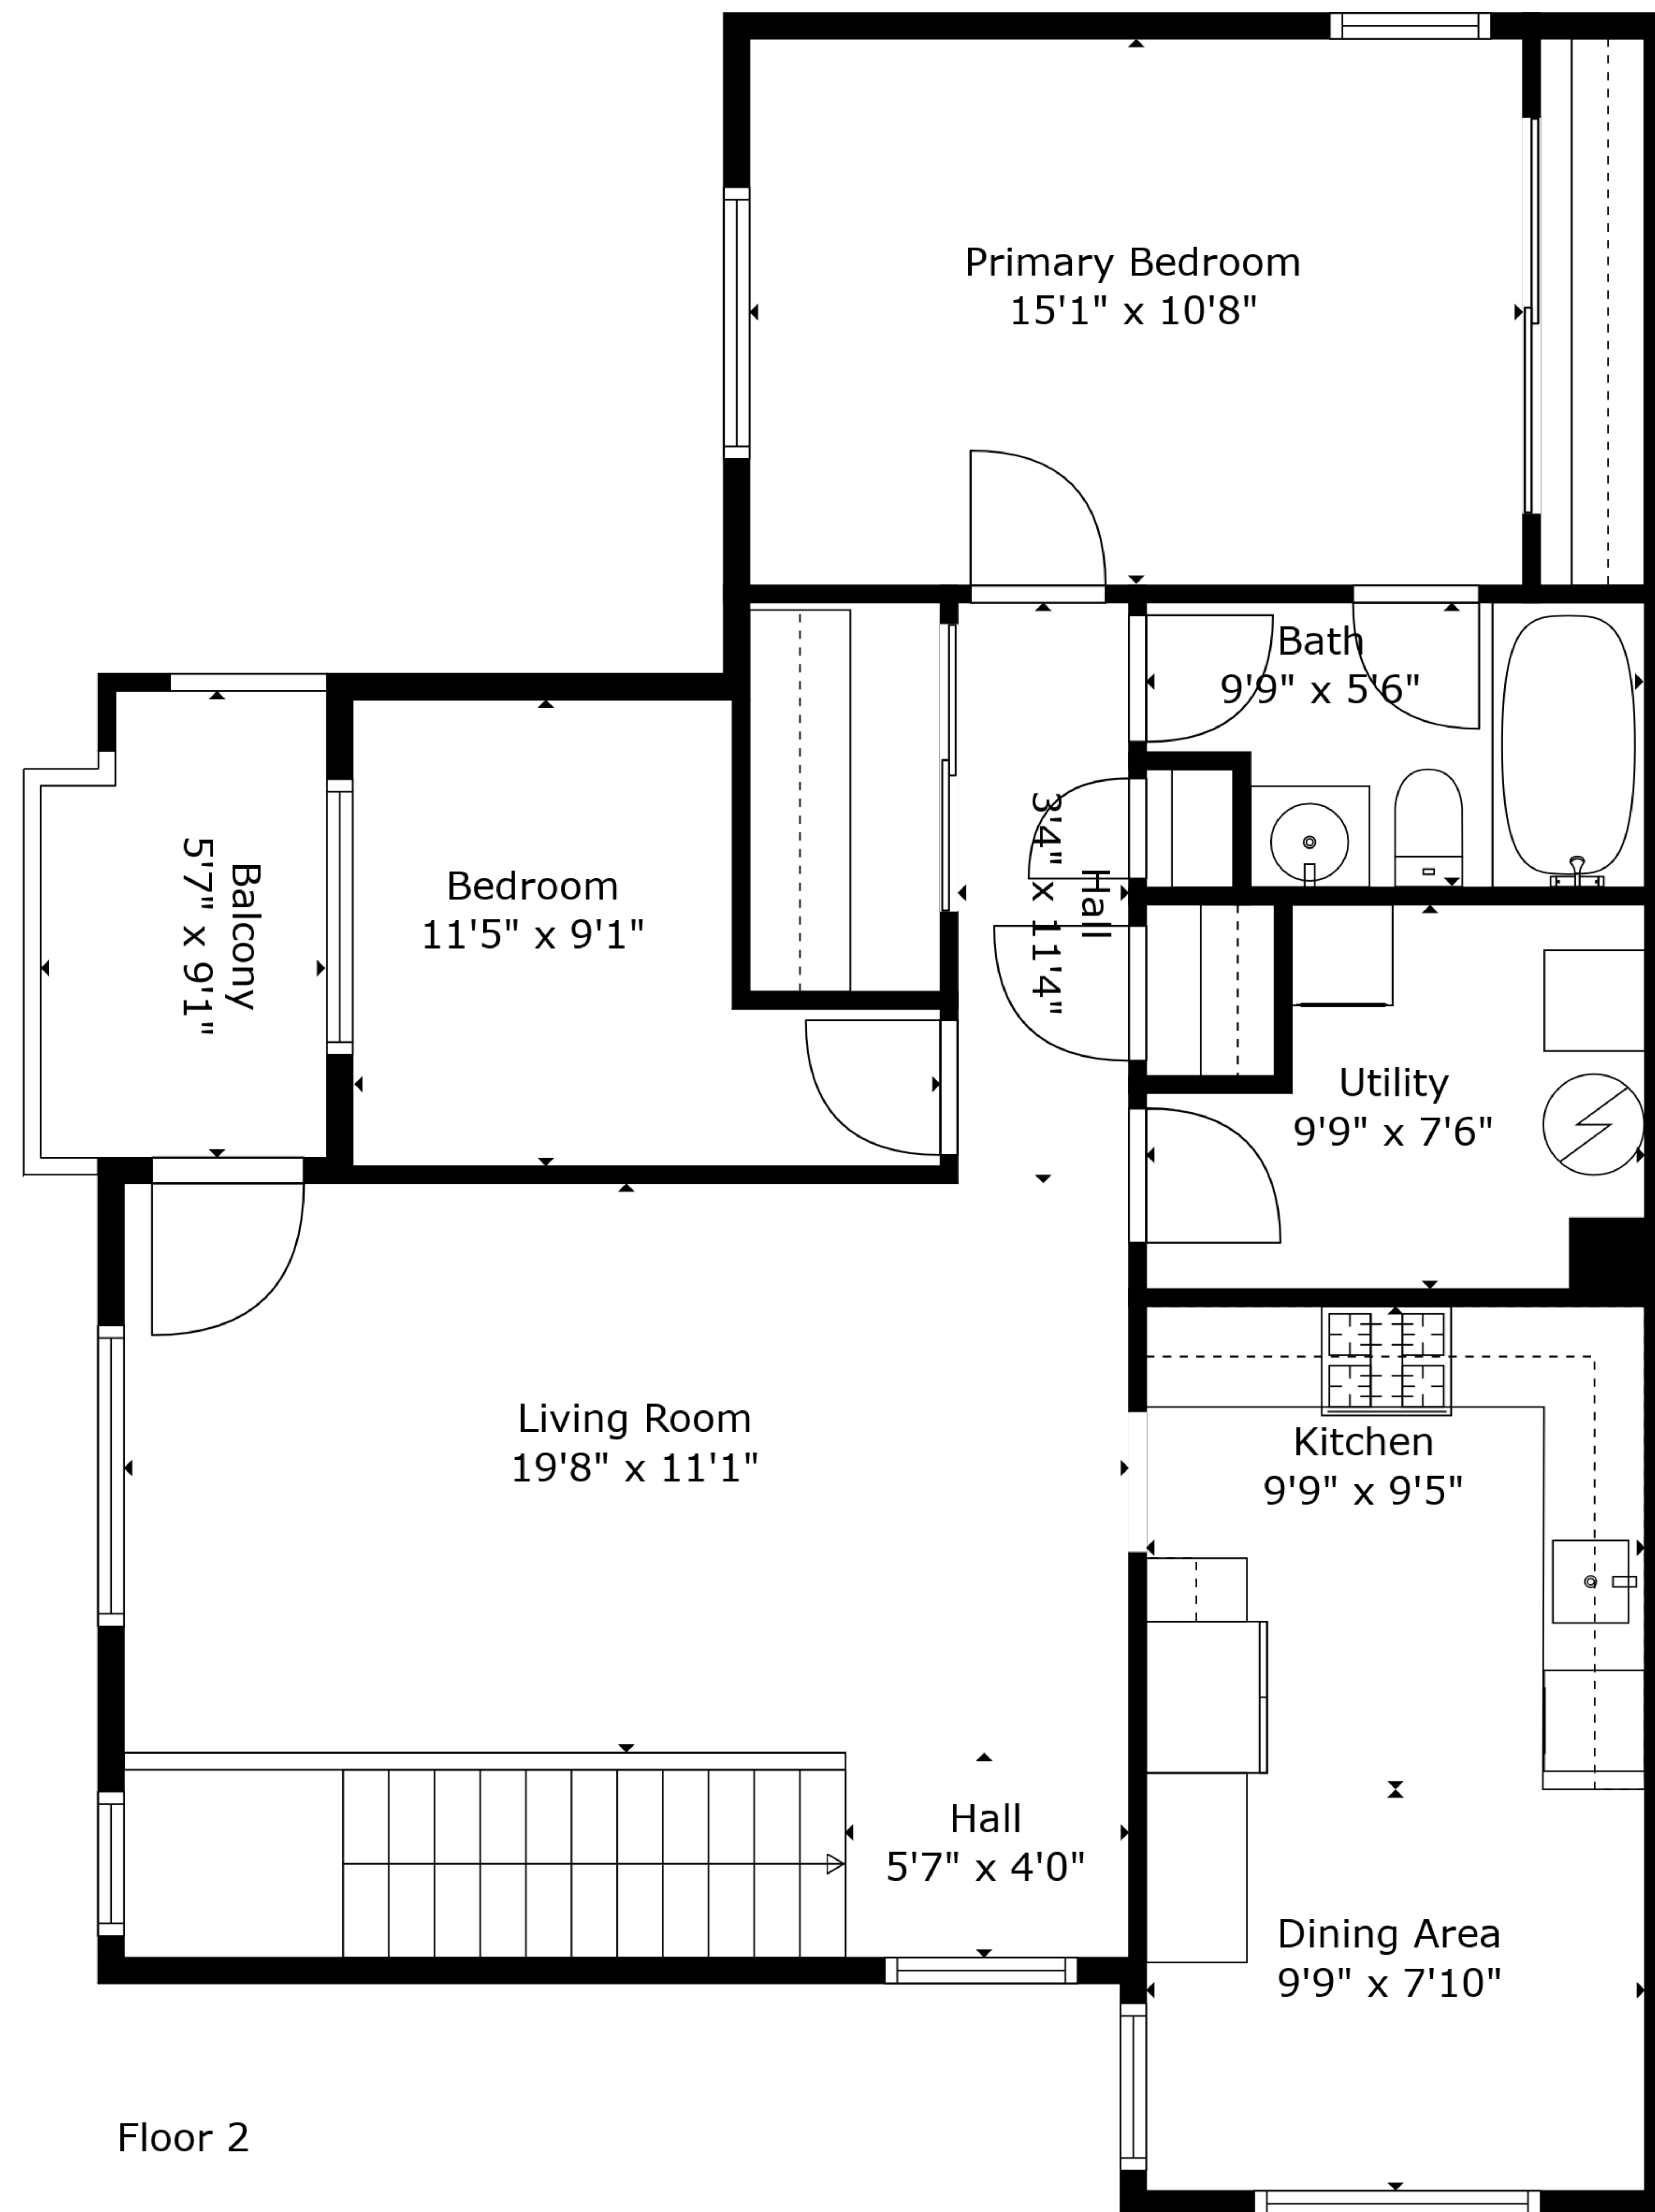 Primary Bedroom
15'1" x 10'8"
Bath
9'9" x 5'6"
Balcony
5'7" x 9'1"
Bedroom
11'5" x 9'1"
Hall
3'4" x 11'4"
Utility
9'9" x 7'6"
Living Room
19'8" x 11'1"
Kitchen
9'9" x 9'5"
Hall
5'7" x 4'0"
Dining Area
9'9" x 7'10"
Floor 2